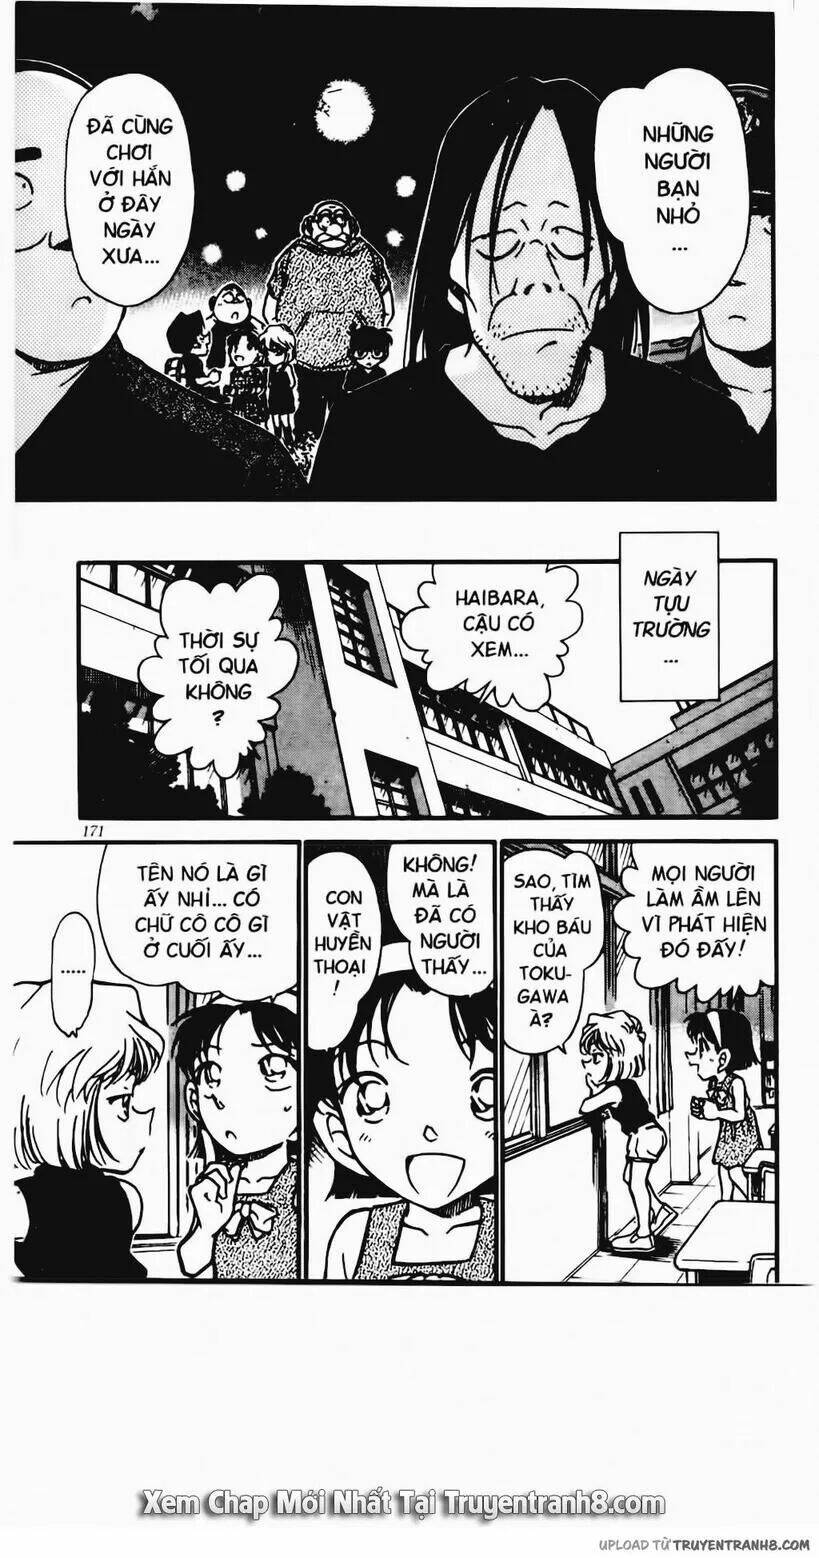 NHỮNG
NGƯỜI
BẠN
NHỎ
...
ĐÃ CÙNG
CHƠI
VỚI HẮN
Ở ĐÂY
NGÀY
XƯA...
NGÀY
TỰU
TRƯỜNG
...
HAIBARA,
CẬU CÓ
XEM...
THỜI SỰ
TỐI QUA
KHÔNG
?
171
MỌI NGƯỜI
LÀM ẦM LÊN
VÌ PHÁT HIỆN
ĐÓ ĐẤY!
SAO, TÌM
THẤY
KHO BÁU
CỦA
TOKU-
GAWA
À?
KHÔNG!
MÀ LÀ
ĐÃ CÓ
NGƯỜI
THẤY...
CON
VẬT
HUYỀN
THOẠI
!
TÊN NÓ LÀ GÌ
ẤY NHỈ... CÓ
CHỮ CÔ CÔ GÌ
Ở CUỐI ẤY...
.....
Xem Chap Mới Nhất Tại Truyentranh8.com
UPLOAD TỪ TRUYENTRANH8.COM